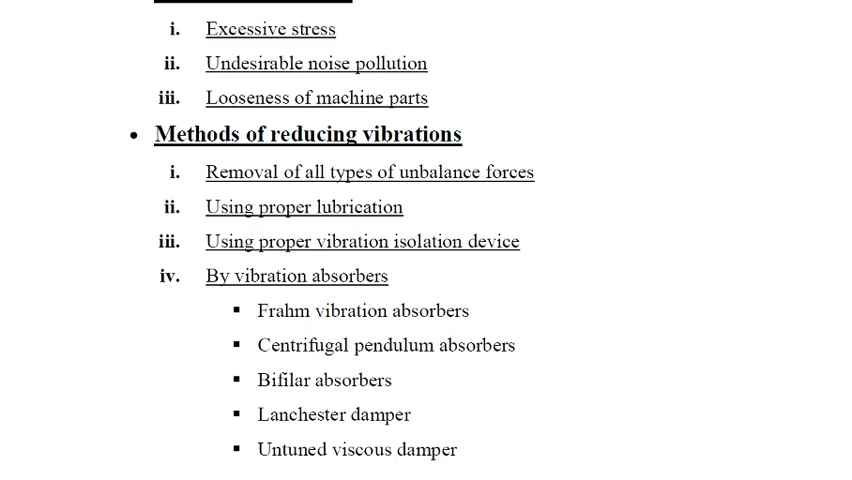 i. Excessive stress
ii. Undesirable noise pollution
iii. Looseness of machine parts
• Methods of reducing vibrations
i. Removal of all types of unbalance forces
ii. Using proper lubrication
iii. Using proper vibration isolation device
iv. By vibration absorbers
▪ Frahm vibration absorbers
▪ Centrifugal pendulum absorbers
▪ Bifilar absorbers
▪ Lanchester damper
▪ Untuned viscous damper